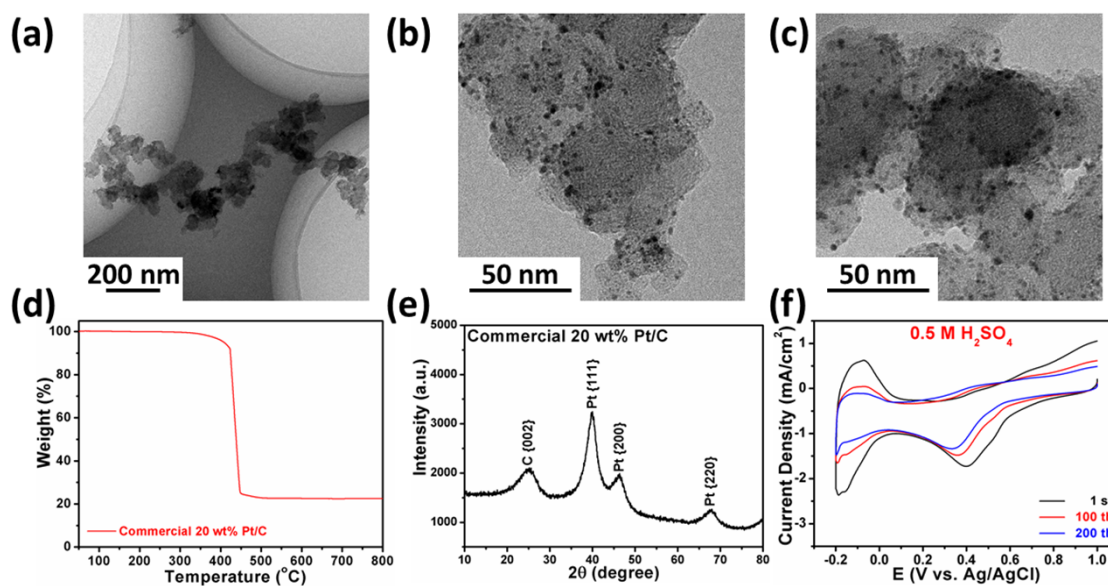 (a)
(b)
(c)
200 nm
50 nm
50 nm
(d)
(e)
(f)
100
80
60
40
20
0
Weight (%)
Commercial 20 wt% Pt/C
100 200 300 400 500 600 700 800
Temperature (°C)
5000
4000
3000
2000
1000
Intensity (a.u.)
Commercial 20 wt% Pt/C
C {002}
Pt {111}
Pt {200}
Pt {220}
10 20 30 40 50 60 70 80
2θ (degree)
1
0
-1
-2
-3
Current Density (mA/cm²)
0.5 M H₂SO₄
1 s
100 th
200 th
0.0 0.2 0.4 0.6 0.8 1.0
E (V vs. Ag/AgCl)